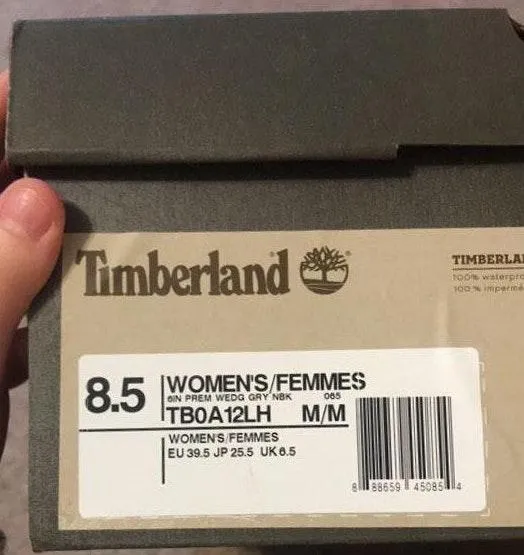 Timberland®
TIMBERLA
100% waterpro
100% impermé
8.5
WOMEN'S/FEMMES
6IN PREM WEDG GRY NBK 065
TB0A12LH M/M
WOMEN'S/FEMMES
EU 39.5 JP 25.5 UK 6.5
8 88659 45085 4